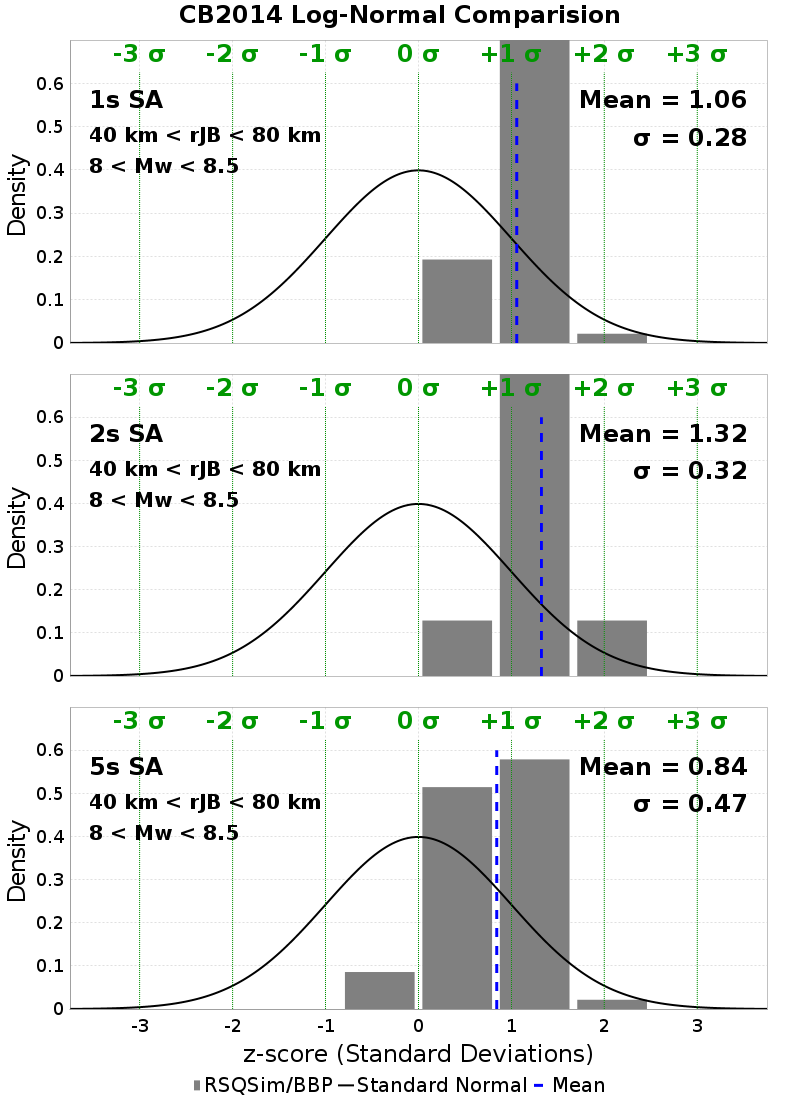 CB2014 Log-Normal Comparision
-3 σ -2 σ -1 σ 0 σ +1 σ +2 σ +3 σ
1s SA
Mean = 1.06
40 km < rJB < 80 km
σ = 0.28
8 < Mw < 8.5
Density
0.6
0.5
0.4
0.3
0.2
0.1
0
-3 σ -2 σ -1 σ 0 σ +1 σ +2 σ +3 σ
2s SA
Mean = 1.32
40 km < rJB < 80 km
σ = 0.32
8 < Mw < 8.5
Density
0.6
0.5
0.4
0.3
0.2
0.1
0
-3 σ -2 σ -1 σ 0 σ +1 σ +2 σ +3 σ
5s SA
Mean = 0.84
40 km < rJB < 80 km
σ = 0.47
8 < Mw < 8.5
Density
0.6
0.5
0.4
0.3
0.2
0.1
0
-3 -2 -1 0 1 2 3
z-score (Standard Deviations)
RSQSim/BBP Standard Normal Mean